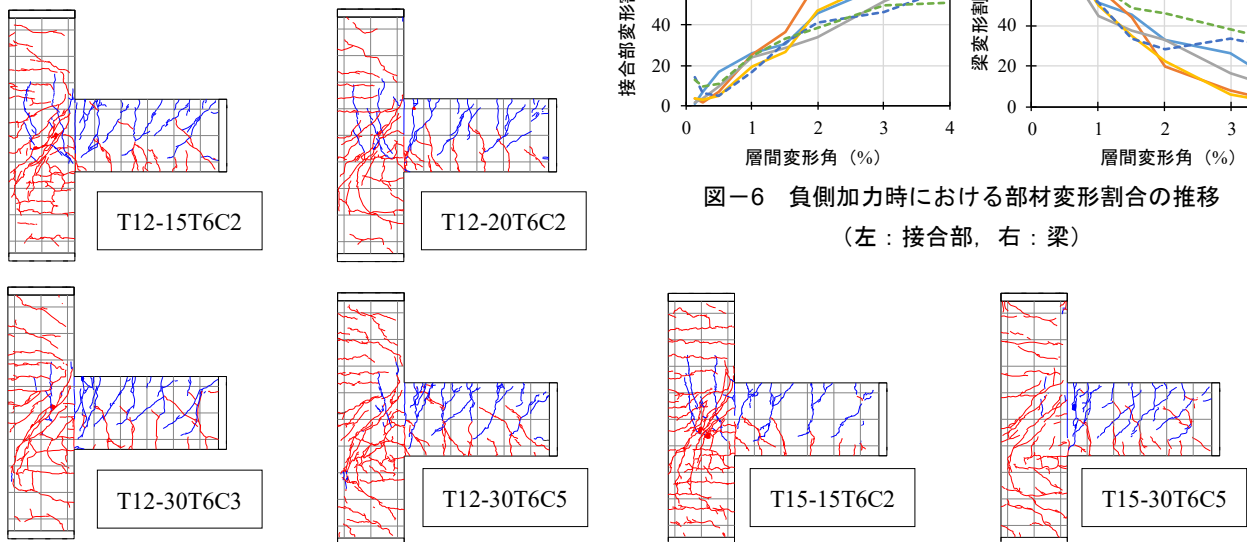 T12-15T6C2
T12-20T6C2
接合部変形割
60
40
20
0
0 1 2 3 4
層間変形角（%）
梁変形割
60
40
20
0
0 1 2 3
層間変形角（%）
図－6 負側加力時における部材変形割合の推移
（左：接合部，右：梁）
T12-30T6C3
T12-30T6C5
T15-15T6C2
T15-30T6C5